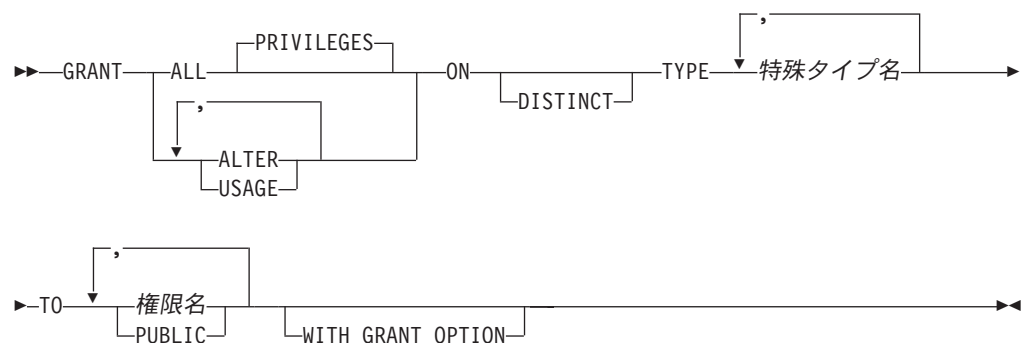 ,
PRIVILEGES
GRANT ALL ON TYPE 特殊タイプ名
DISTINCT
,
ALTER
USAGE
,
TO 権限名
PUBLIC WITH GRANT OPTION